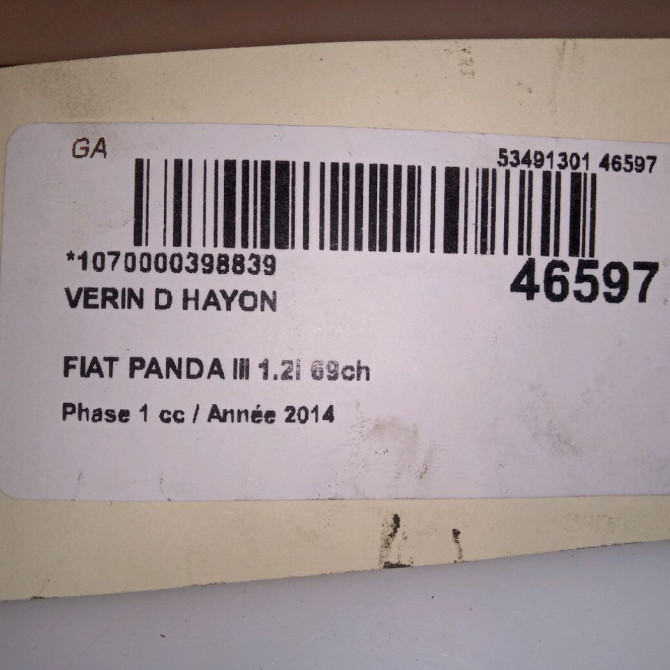 GA
53491301 46597
*1070000398839
46597
VERIN D HAYON
FIAT PANDA III 1.2i 69ch
Phase 1 cc / Année 2014